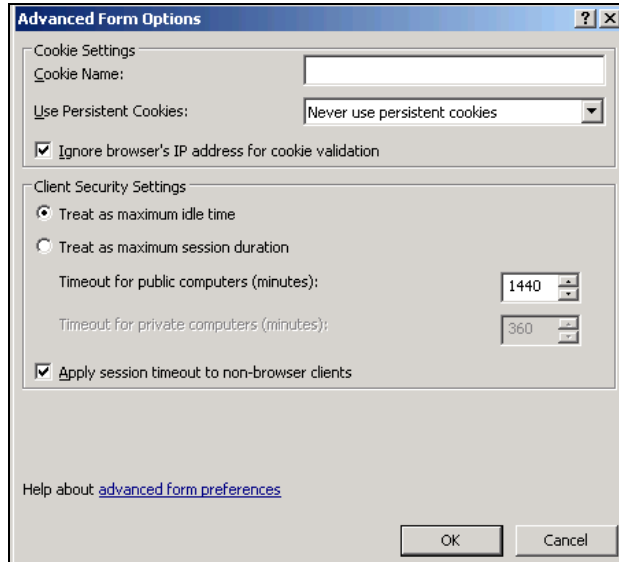 Advanced Form Options
Cookie Settings
Cookie Name:
Use Persistent Cookies: Never use persistent cookies
Ignore browser's IP address for cookie validation
Client Security Settings
Treat as maximum idle time
Treat as maximum session duration
Timeout for public computers (minutes): 1440
Timeout for private computers (minutes): 360
Apply session timeout to non-browser clients
Help about advanced form preferences
OK Cancel